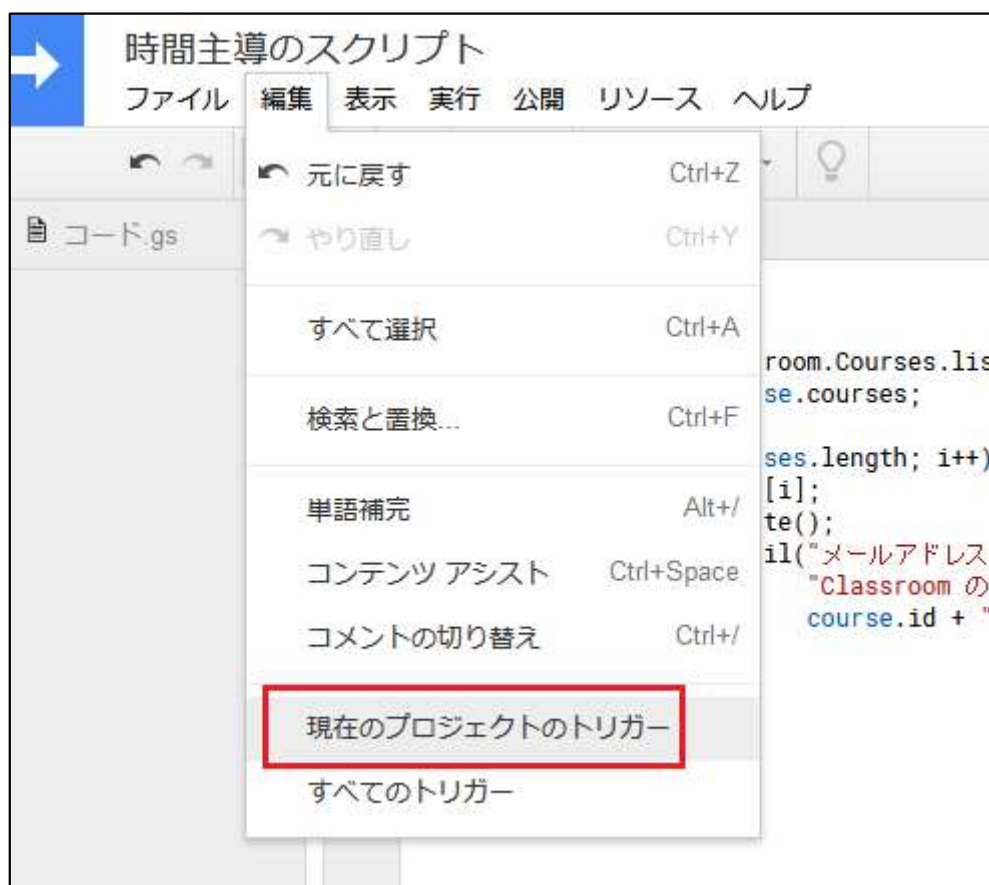 時間主導のスクリプト
ファイル 編集 表示 実行 公開 リソース ヘルプ
元に戻す Ctrl+Z
コード.gs
やり直し Ctrl+Y
すべて選択 Ctrl+A
検索と置換... Ctrl+F
単語補完 Alt+/
コンテンツ アシスト Ctrl+Space
コメントの切り替え Ctrl+/
現在のプロジェクトのトリガー
すべてのトリガー
room.Courses.lis
se.courses;
ses.length; i++)
[i];
te();
il("メールアドレス
"Classroom の
course.id + "